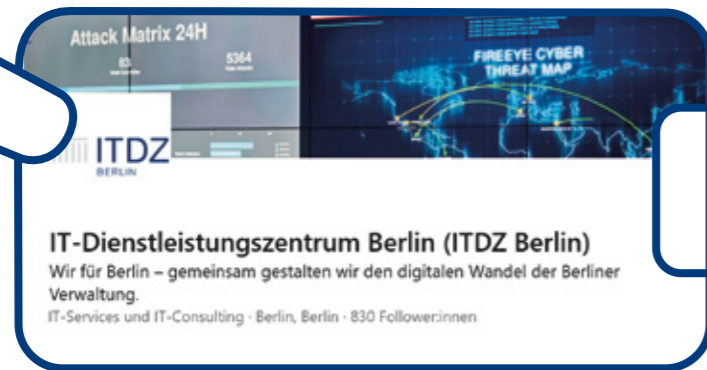 Attack Matrix 24H
83
5364
FIREEYE CYBER
THREAT MAP
ITDZ
BERLIN
IT-Dienstleistungszentrum Berlin (ITDZ Berlin)
Wir für Berlin – gemeinsam gestalten wir den digitalen Wandel der Berliner
Verwaltung.
IT-Services und IT-Consulting · Berlin, Berlin · 830 Follower:innen